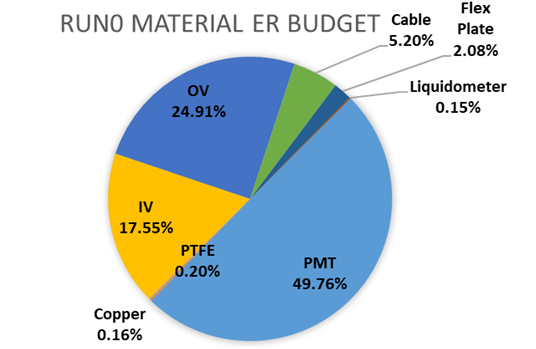 RUN0 MATERIAL ER BUDGET
Cable
5.20%
Flex
Plate
2.08%
Liquidometer
0.15%
OV
24.91%
IV
17.55%
PTFE
0.20%
PMT
49.76%
Copper
0.16%